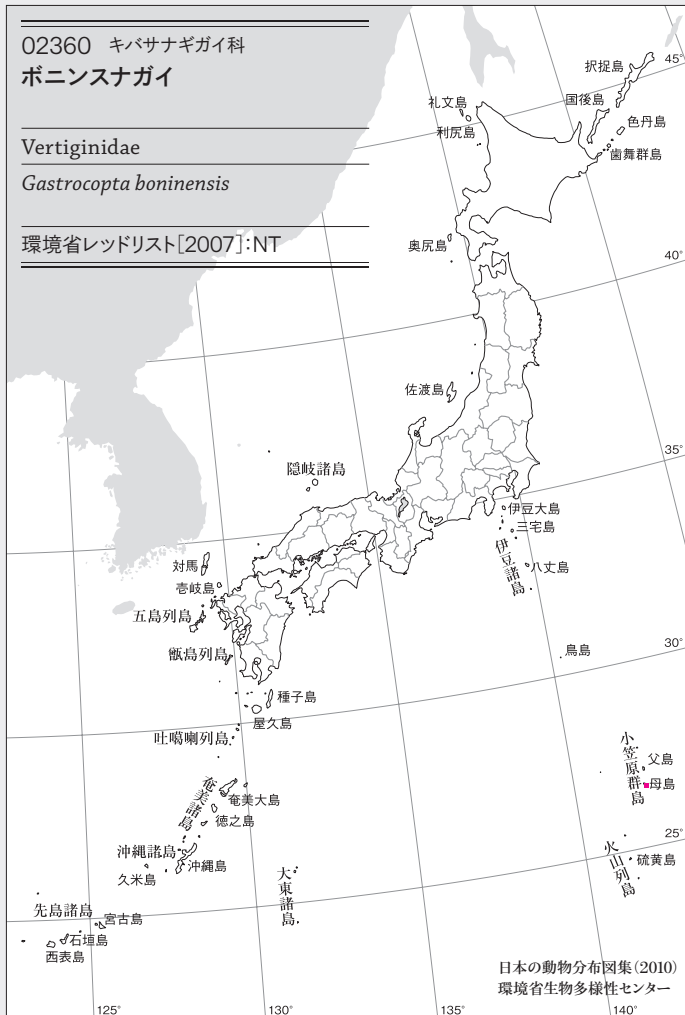 02360 キバサナギガイ科
ボニンスナガイ
Vertiginidae
Gastrocopta boninensis
環境省レッドリスト[2007]:NT
択捉島
45°
国後島
礼文島
色丹島
利尻島
歯舞群島
奥尻島
40°
佐渡島
35°
隠岐諸島
伊豆大島
三宅島
対馬
八丈島
伊豆諸島
壱岐島
五島列島
甑島列島
鳥島
30°
種子島
屋久島
吐噶喇列島
小笠原群島
父島
母島
奄美諸島
奄美大島
徳之島
25°
沖縄諸島
沖縄島
久米島
火山列島
硫黄島
大東諸島
先島諸島
宮古島
石垣島
西表島
日本の動物分布図集(2010)
環境省生物多様性センター
125°
130°
135°
140°